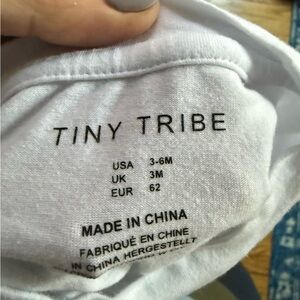 TINY TRIBE
USA 3-6M
UK 3M
EUR 62
MADE IN CHINA
FABRIQUÉ EN CHINE
IN CHINA HERGESTELLT